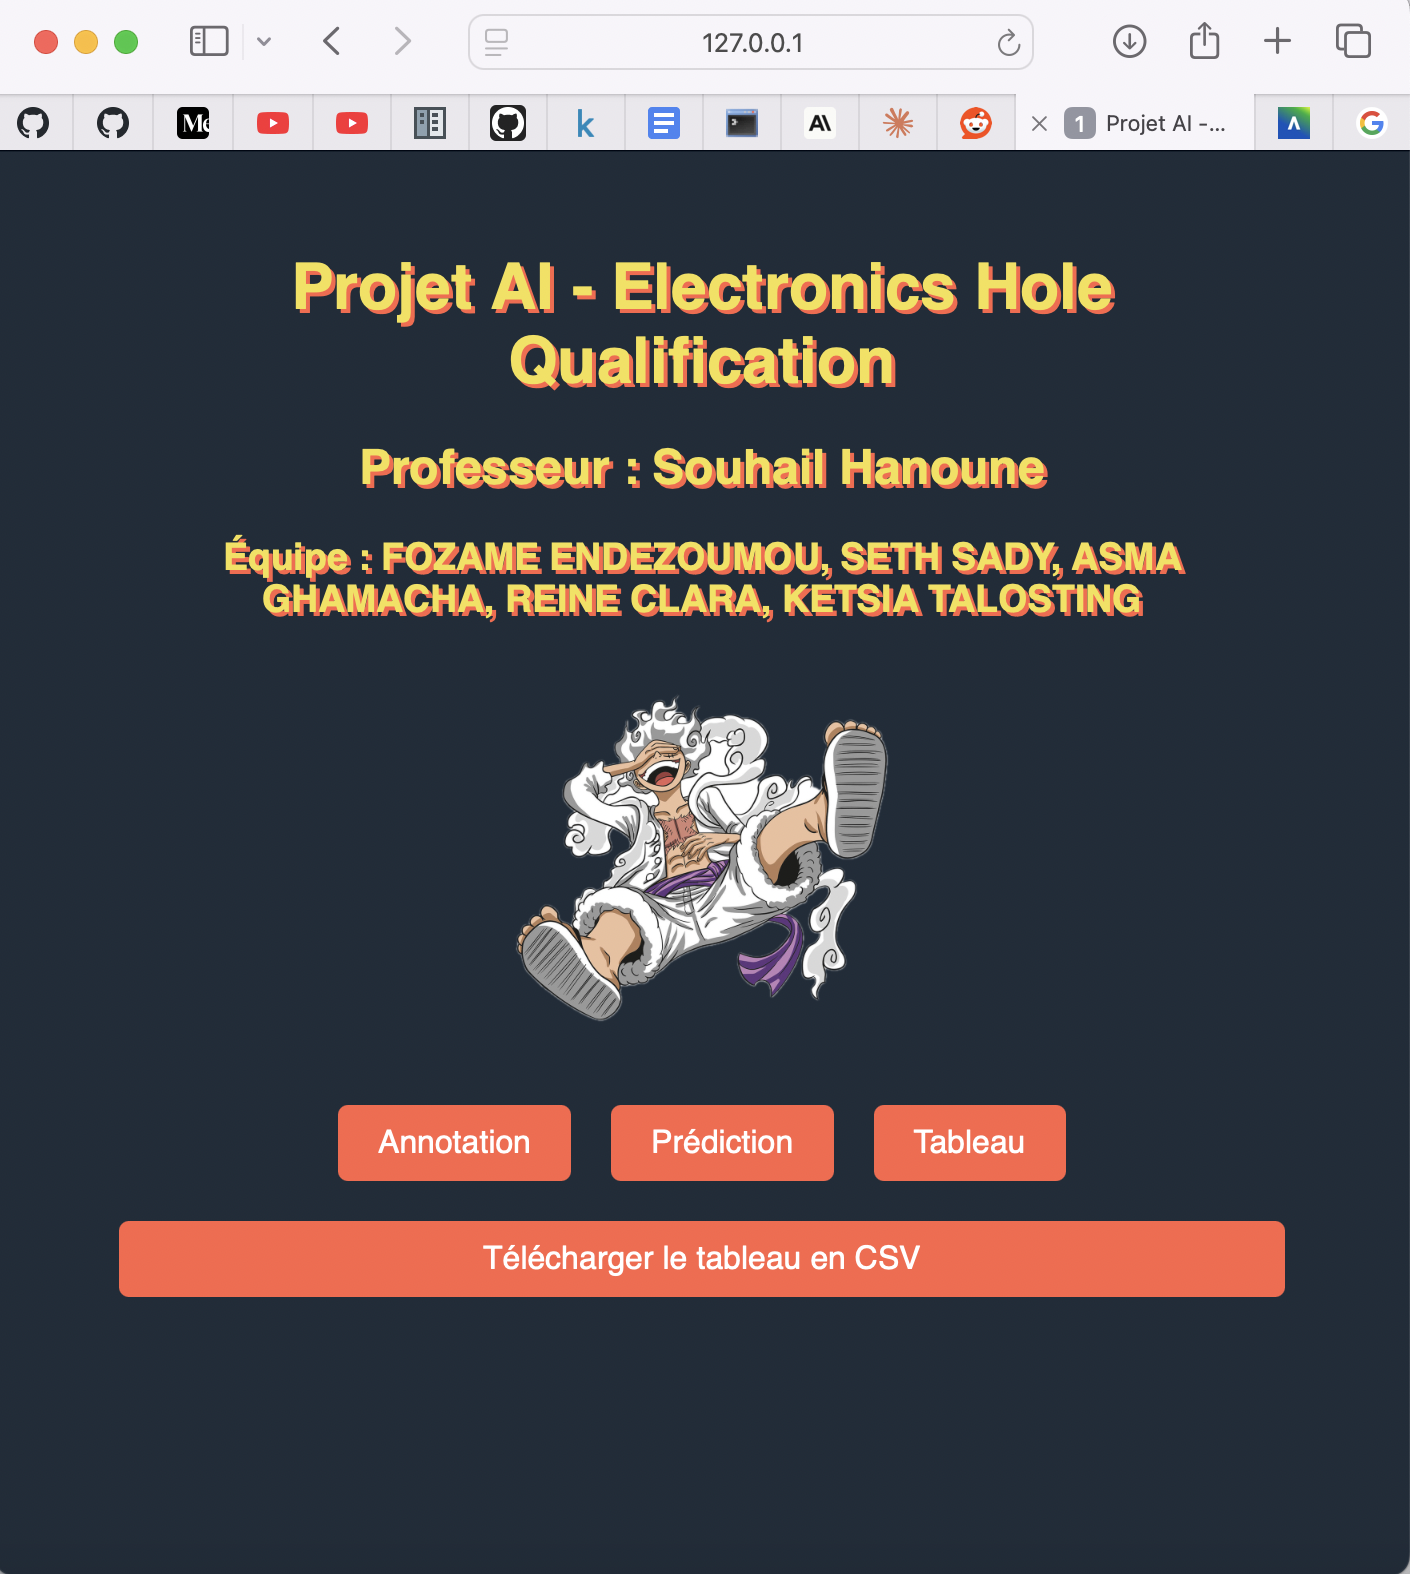 127.0.0.1
Me
k
A\
1 Projet AI -...
Projet AI - Electronics Hole
Qualification
Professeur : Souhail Hanoune
Équipe : FOZAME ENDEZOUMOU, SETH SADY, ASMA
GHAMACHA, REINE CLARA, KETSIA TALOSTING
Annotation
Prédiction
Tableau
Télécharger le tableau en CSV